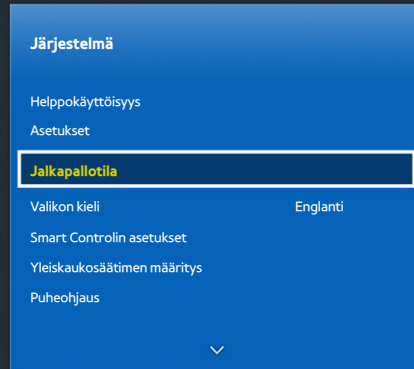 Järjestelmä
Helppokäyttöisyys
Asetukset
Jalkapallotila
Valikon kieli Englanti
Smart Controlin asetukset
Yleiskaukosäätimen määritys
Puheohjaus